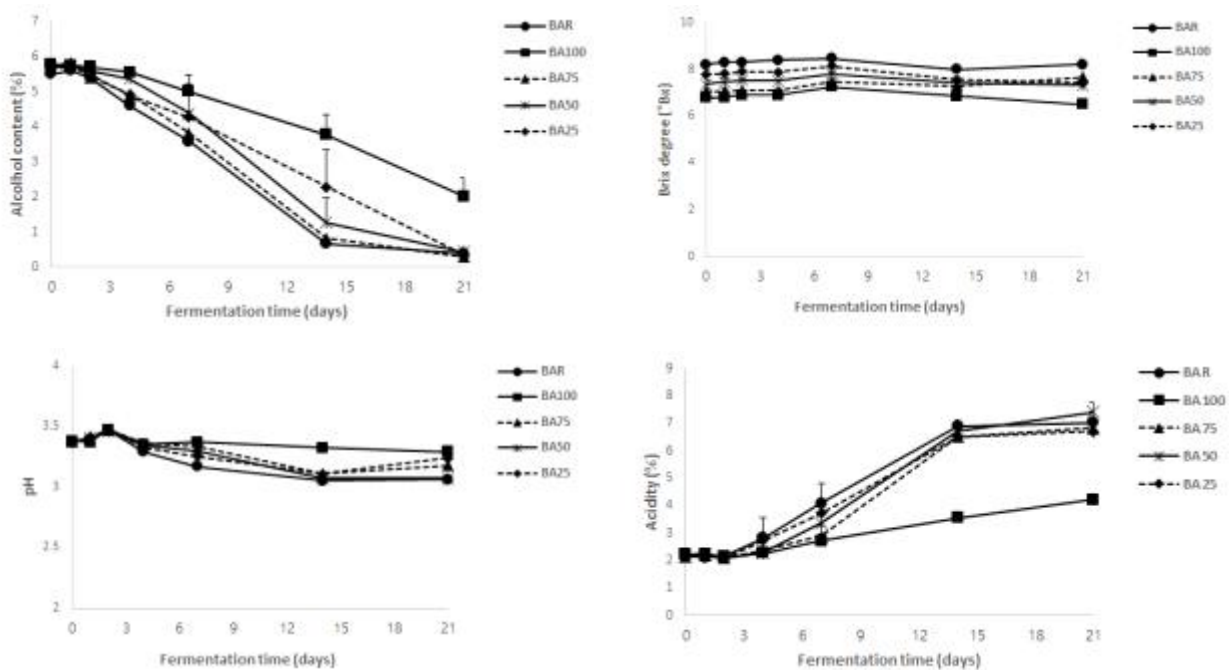 7
6
5
4
3
2
1
0
Alcolhol content (%)
0 3 6 9 12 15 18 21
Fermentation time (days)
BAR
BA100
BA75
BA50
BA25
10
8
6
4
2
0
Brix degree (°Bx)
0 3 6 9 12 15 18 21
Fermentation time (days)
BAR
BA100
BA75
BA50
BA25
4
3.5
3
2.5
2
pH
0 3 6 9 12 15 18 21
Fermentation time (days)
BAR
BA100
BA75
BA50
BA25
9
8
7
6
5
4
3
2
1
0
Acidity (%)
0 3 6 9 12 15 18 21
Fermentation time (days)
BAR
BA100
BA75
BA50
BA25